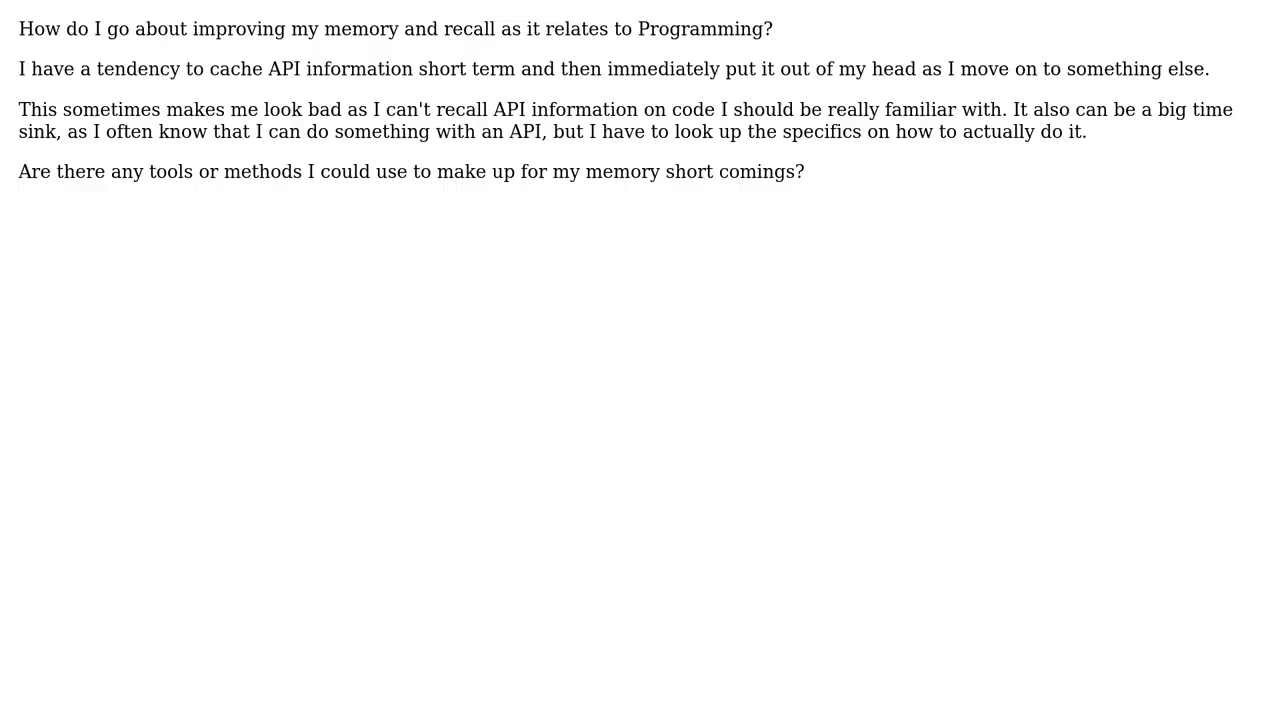 How do I go about improving my memory and recall as it relates to Programming?
I have a tendency to cache API information short term and then immediately put it out of my head as I move on to something else.
This sometimes makes me look bad as I can't recall API information on code I should be really familiar with. It also can be a big time
sink, as I often know that I can do something with an API, but I have to look up the specifics on how to actually do it.
Are there any tools or methods I could use to make up for my memory short comings?